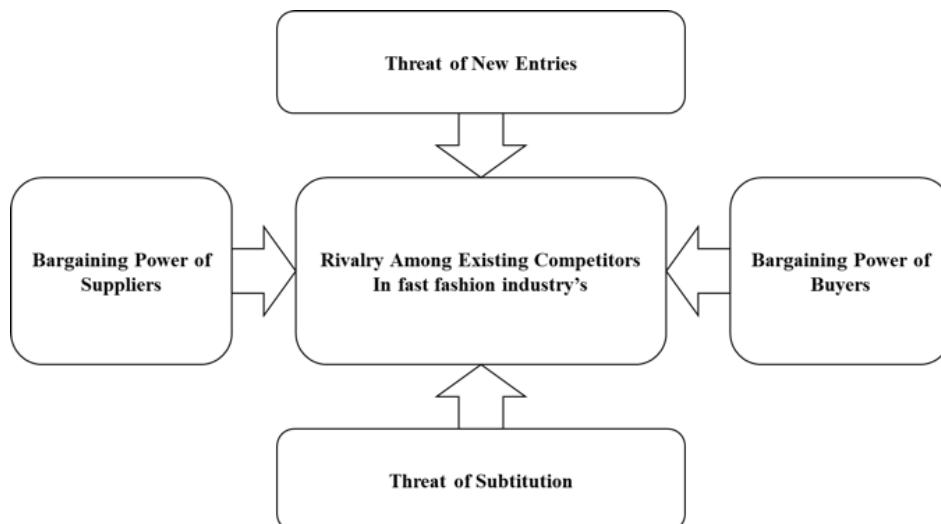 Threat of New Entries
Bargaining Power of
Suppliers
Rivalry Among Existing Competitors
In fast fashion industry's
Bargaining Power of
Buyers
Threat of Subtitution